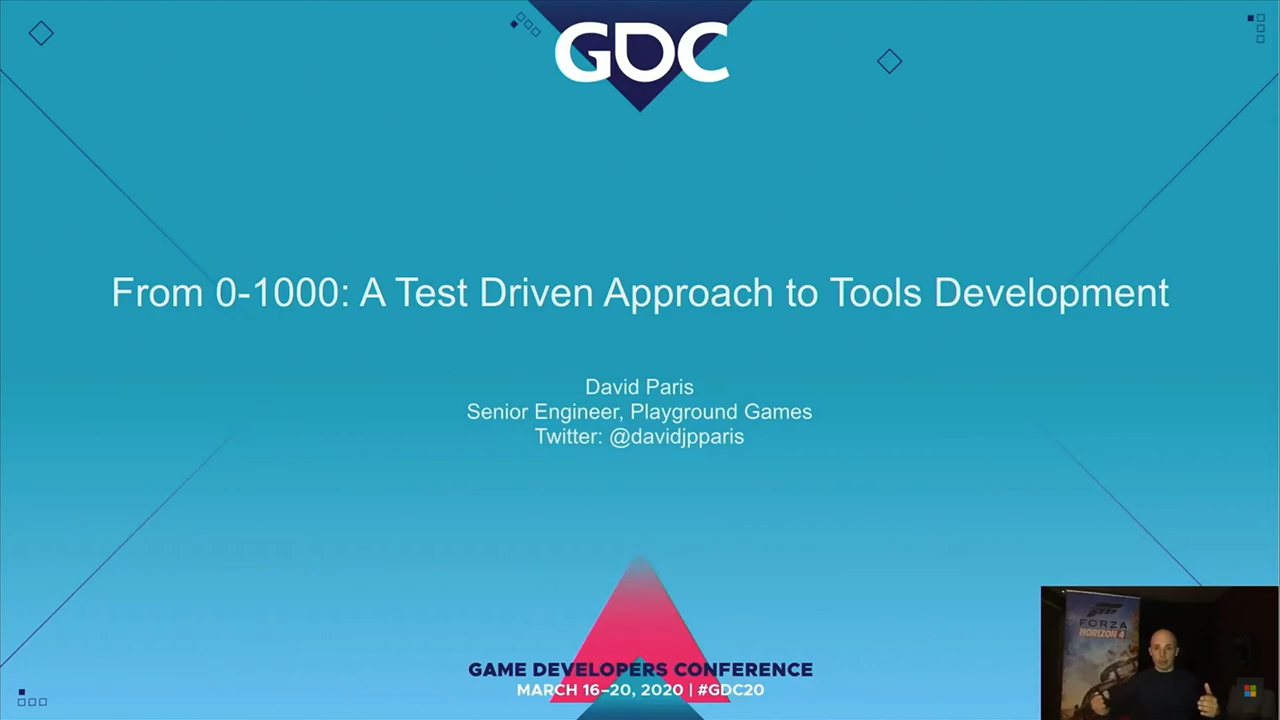 GDC
From 0-1000: A Test Driven Approach to Tools Development
David Paris
Senior Engineer, Playground Games
Twitter: @davidjpparis
GAME DEVELOPERS CONFERENCE
MARCH 16–20, 2020 | #GDC20
FORZA
HORIZON 4